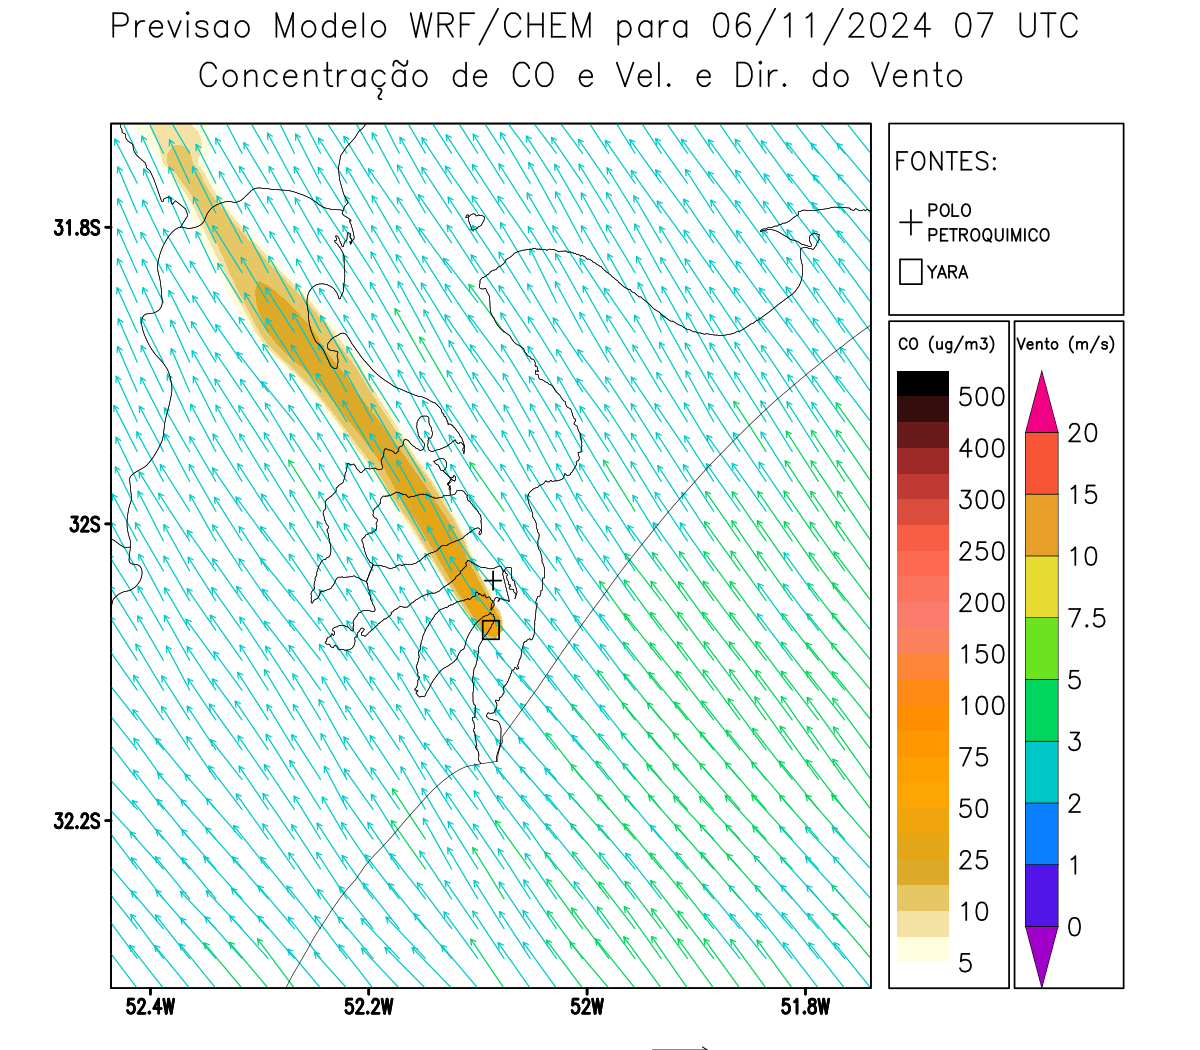 Previsao Modelo WRF/CHEM para 06/11/2024 07 UTC
Concentração de CO e Vel. e Dir. do Vento
FONTES:
POLO
PETROQUIMICO
YARA
CO (ug/m3)
500
400
300
250
200
150
100
75
50
25
10
5
Vento (m/s)
20
15
10
7.5
5
3
2
1
0
31.8S
32S
32.2S
52.4W
52.2W
52W
51.8W